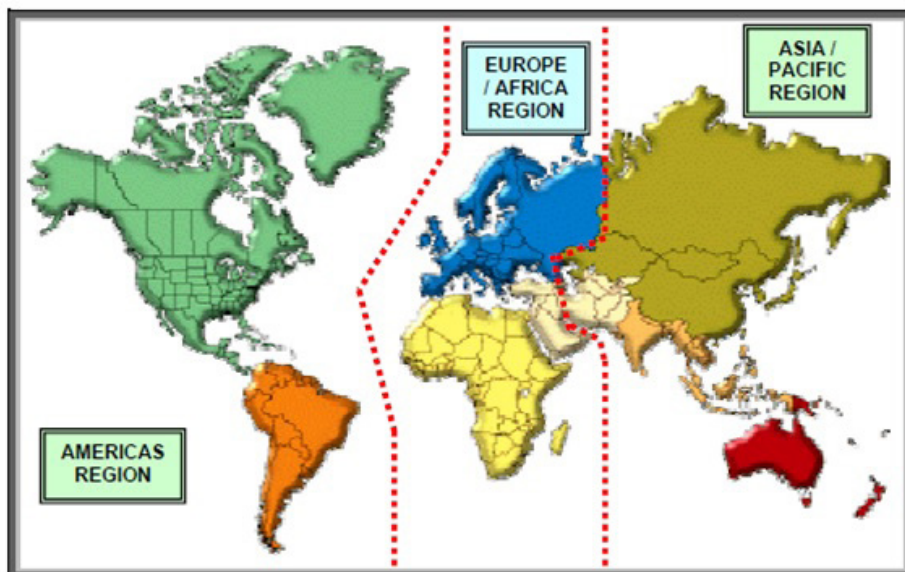 EUROPE
/ AFRICA
REGION
ASIA /
PACIFIC
REGION
AMERICAS
REGION